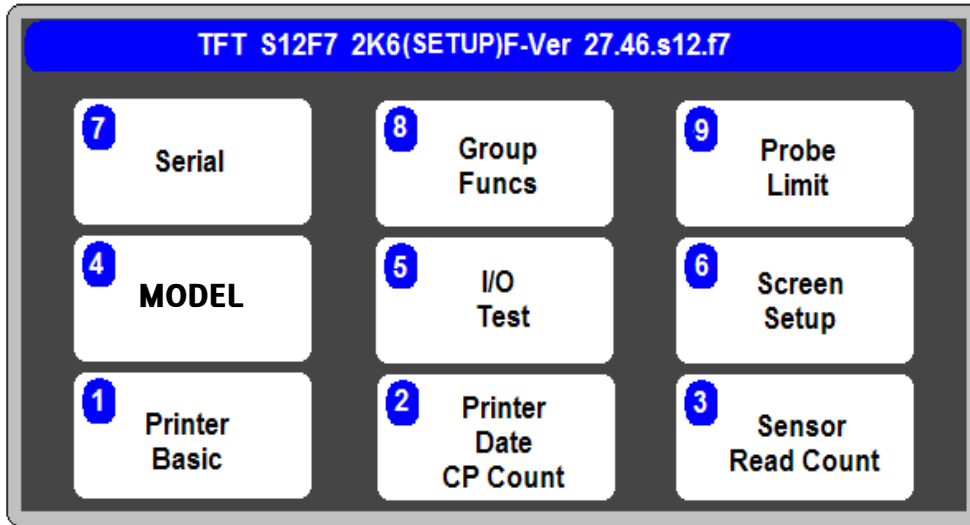 TFT S12F7 2K6(SETUP)F-Ver 27.46.s12.f7
7
Serial
8
Group
Funcs
9
Probe
Limit
4
MODEL
5
I/O
Test
6
Screen
Setup
1
Printer
Basic
2
Printer
Date
CP Count
3
Sensor
Read Count